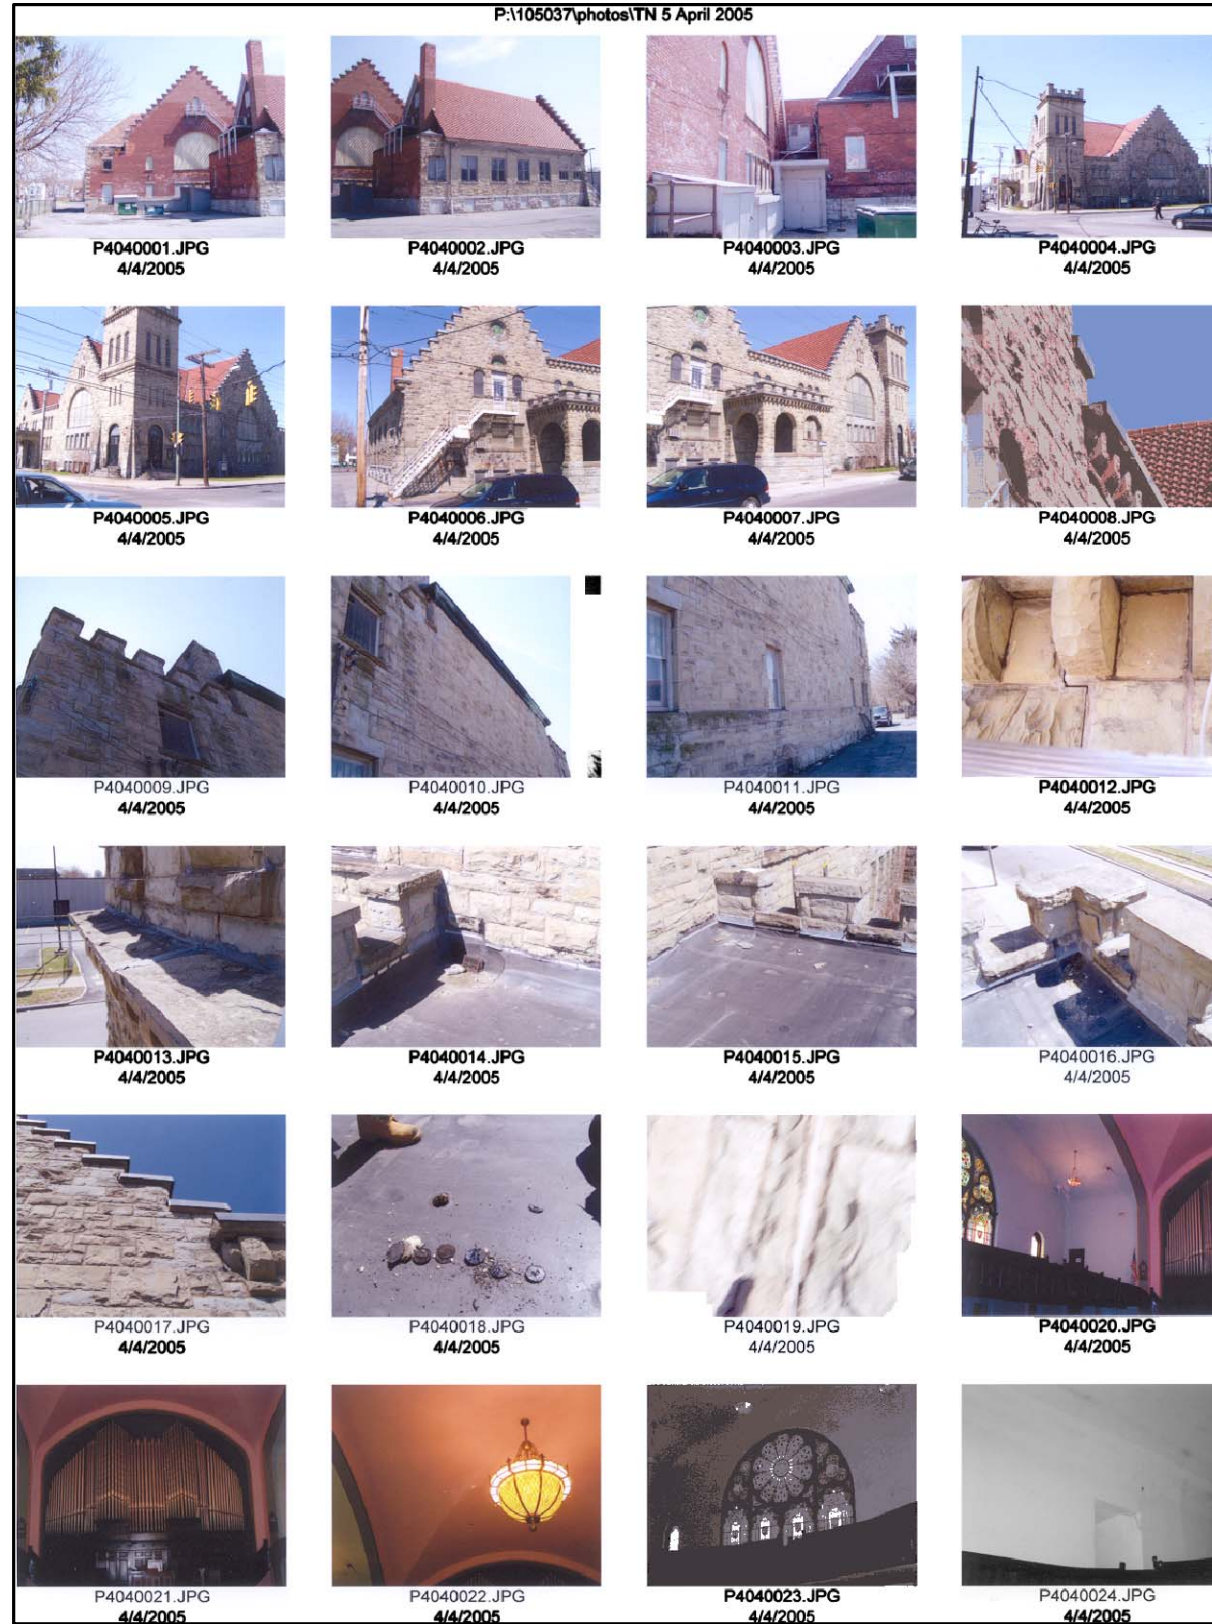 P:\105037\photos\TN 5 April 2005
P4040001.JPG
4/4/2005
P4040002.JPG
4/4/2005
P4040003.JPG
4/4/2005
P4040004.JPG
4/4/2005
P4040005.JPG
4/4/2005
P4040006.JPG
4/4/2005
P4040007.JPG
4/4/2005
P4040008.JPG
4/4/2005
P4040009.JPG
4/4/2005
P4040010.JPG
4/4/2005
P4040011.JPG
4/4/2005
P4040012.JPG
4/4/2005
P4040013.JPG
4/4/2005
P4040014.JPG
4/4/2005
P4040015.JPG
4/4/2005
P4040016.JPG
4/4/2005
P4040017.JPG
4/4/2005
P4040018.JPG
4/4/2005
P4040019.JPG
4/4/2005
P4040020.JPG
4/4/2005
P4040021.JPG
4/4/2005
P4040022.JPG
4/4/2005
P4040023.JPG
4/4/2005
P4040024.JPG
4/4/2005